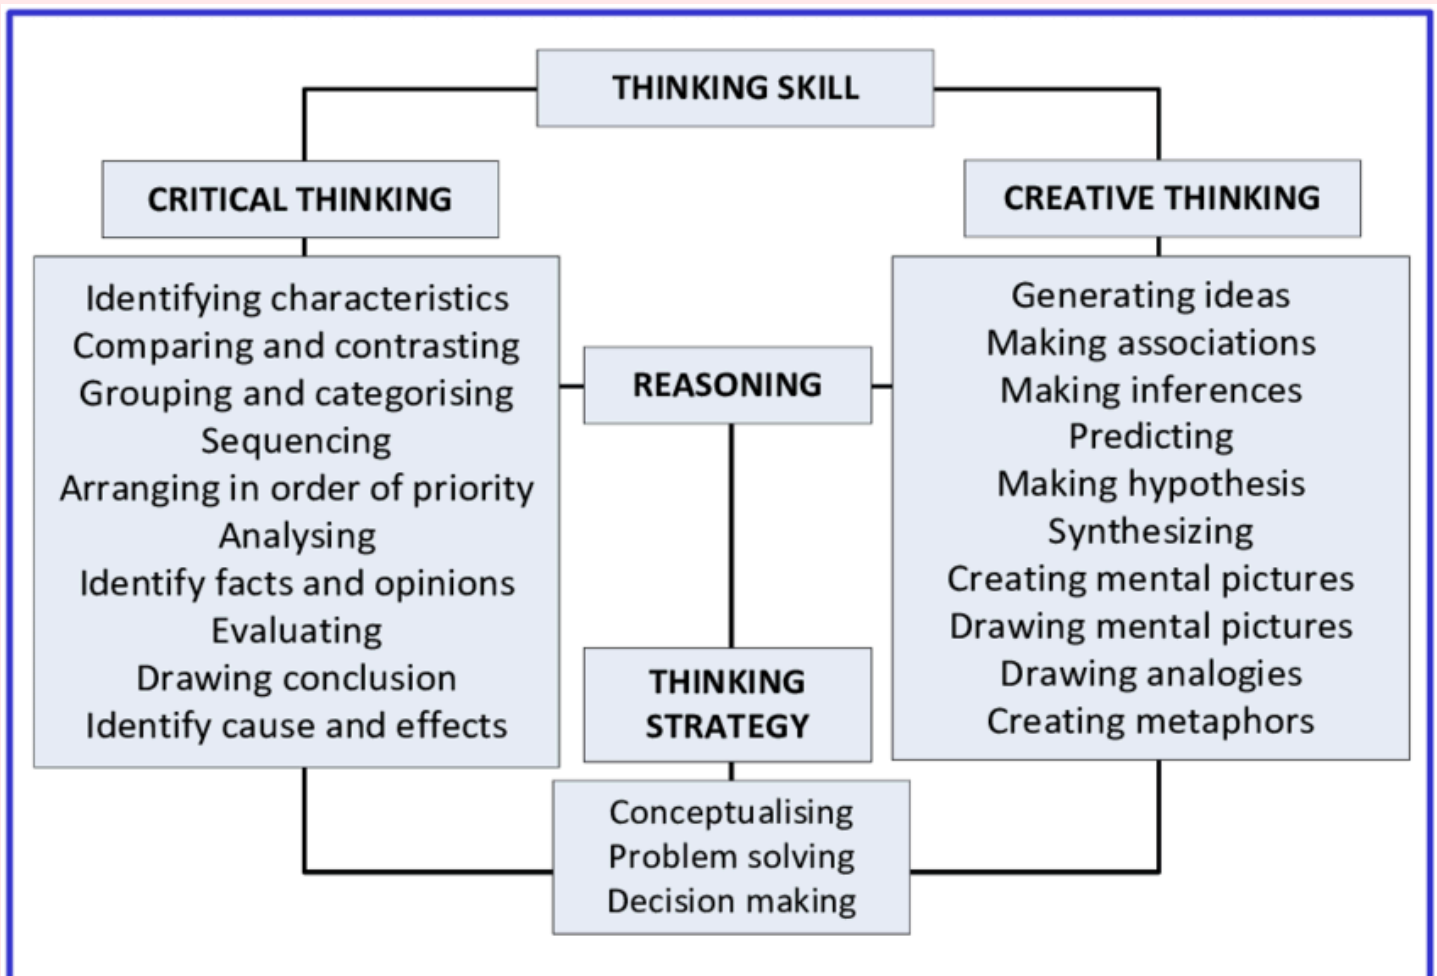 THINKING SKILL
CRITICAL THINKING
Identifying characteristics
Comparing and contrasting
Grouping and categorising
Sequencing
Arranging in order of priority
Analysing
Identify facts and opinions
Evaluating
Drawing conclusion
Identify cause and effects
REASONING
THINKING
STRATEGY
Conceptualising
Problem solving
Decision making
CREATIVE THINKING
Generating ideas
Making associations
Making inferences
Predicting
Making hypothesis
Synthesizing
Creating mental pictures
Drawing mental pictures
Drawing analogies
Creating metaphors